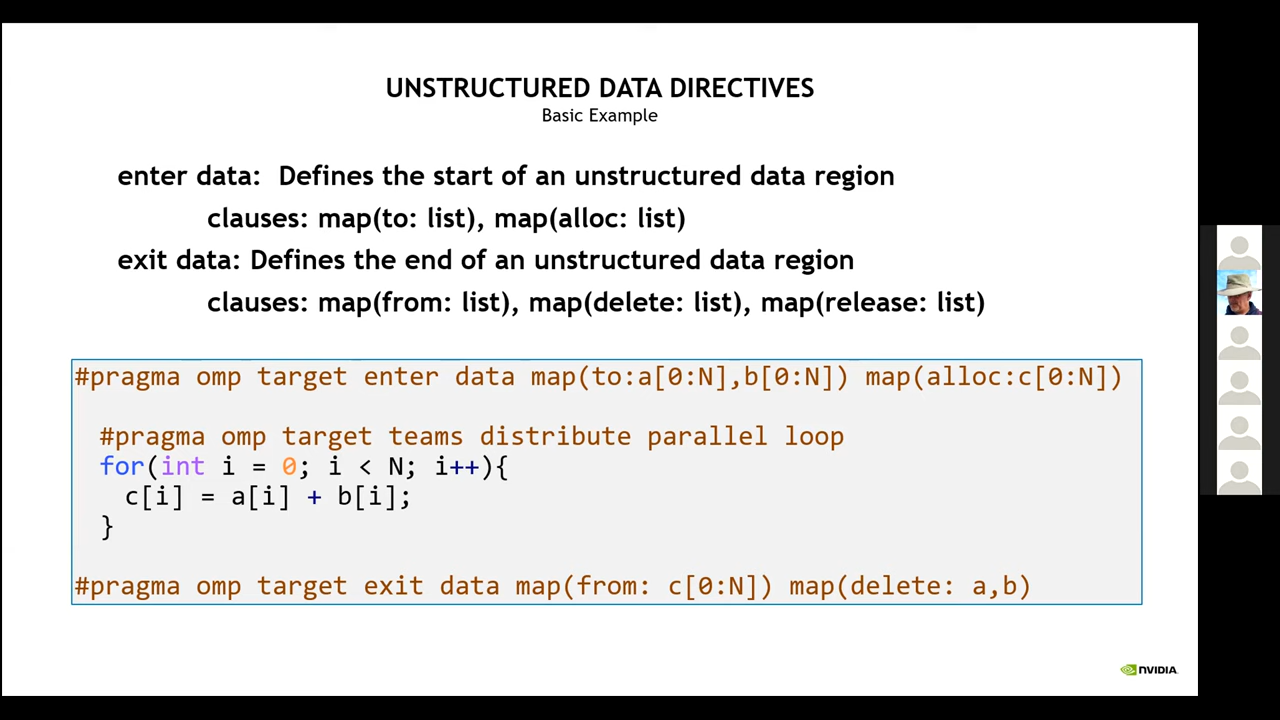 UNSTRUCTURED DATA DIRECTIVES
Basic Example
enter data:  Defines the start of an unstructured data region
clauses: map(to: list), map(alloc: list)
exit data: Defines the end of an unstructured data region
clauses: map(from: list), map(delete: list), map(release: list)
#pragma omp target enter data map(to:a[0:N],b[0:N]) map(alloc:c[0:N])
#pragma omp target teams distribute parallel loop
for(int i = 0; i < N; i++){
c[i] = a[i] + b[i];
}
#pragma omp target exit data map(from: c[0:N]) map(delete: a,b)
NVIDIA.